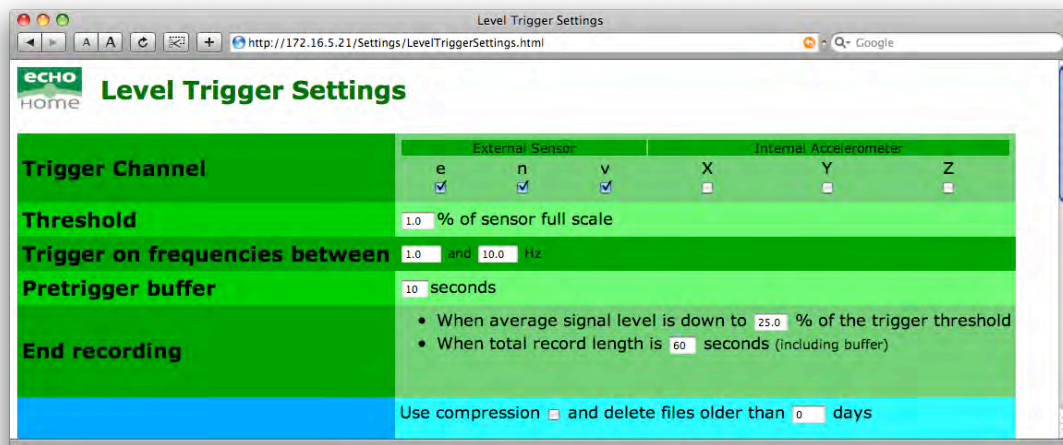 Level Trigger Settings
A A C + http://172.16.5.21/Settings/LevelTriggerSettings.html Google
eCHO
HOMe
Level Trigger Settings
External Sensor Internal Accelerometer
Trigger Channel e n v X Y Z
Threshold 1.0 % of sensor full scale
Trigger on frequencies between 1.0 and 10.0 Hz
Pretrigger buffer 10 seconds
• When average signal level is down to 25.0 % of the trigger threshold
End recording • When total record length is 60 seconds (including buffer)
Use compression and delete files older than 0 days